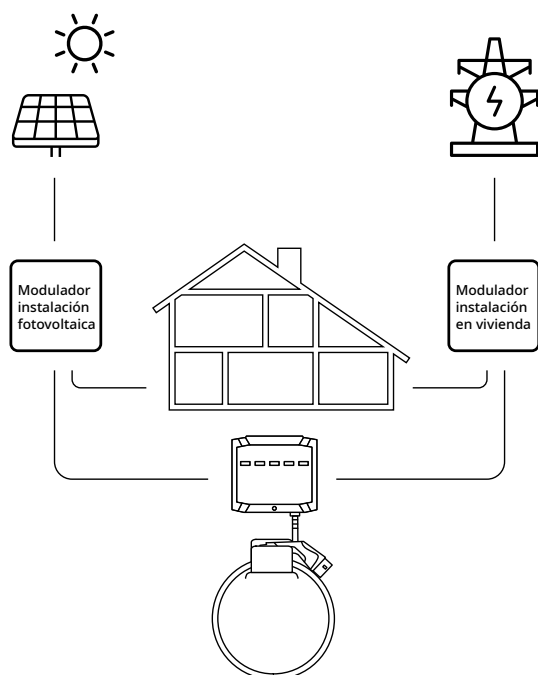 Modulador
instalación
fotovoltaica
Modulador
instalación
en vivienda